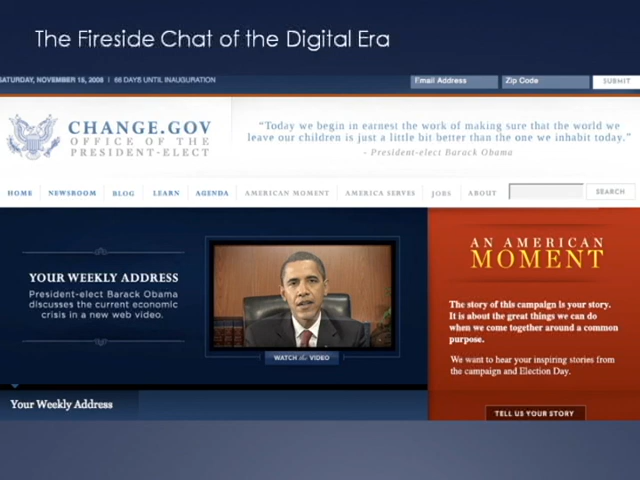 The Fireside Chat of the Digital Era
SATURDAY, NOVEMBER 15, 2008 | 66 DAYS UNTIL INAUGURATION
Email Address
Zip Code
SUBMIT
CHANGE.GOV
OFFICE OF THE
PRESIDENT-ELECT
“Today we begin in earnest the work of making sure that the world we
leave our children is just a little bit better than the one we inhabit today.”
- President-elect Barack Obama
HOME NEWSROOM BLOG LEARN AGENDA AMERICAN MOMENT AMERICA SERVES JOBS ABOUT SEARCH
YOUR WEEKLY ADDRESS
President-elect Barack Obama
discusses the current economic
crisis in a new web video.
WATCH the VIDEO
AN AMERICAN
MOMENT
The story of this campaign is your story.
It is about the great things we can do
when we come together around a common
purpose.
We want to hear your inspiring stories from
the campaign and Election Day.
TELL US YOUR STORY
Your Weekly Address